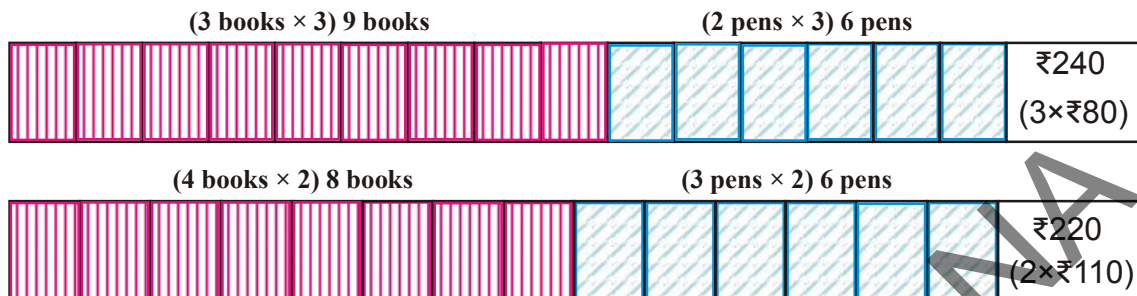 (3 books × 3) 9 books (2 pens × 3) 6 pens
₹240
(3×₹80)
(4 books × 2) 8 books (3 pens × 2) 6 pens
₹220
(2×₹110)
NA